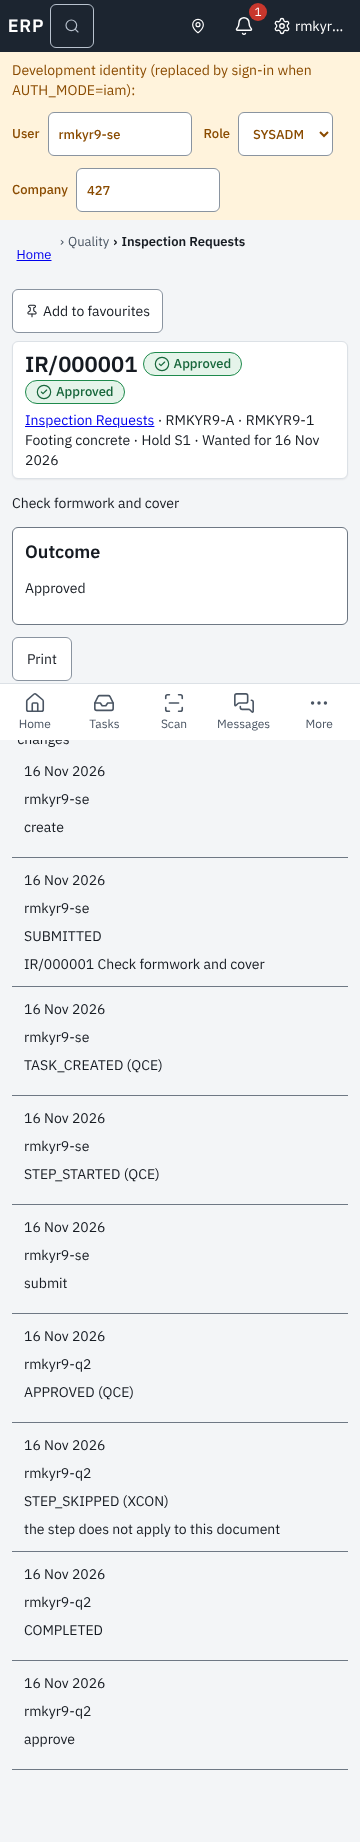 ERP
1
rmkyr...
Development identity (replaced by sign-in when
AUTH_MODE=iam):
User rmkyr9-se Role SYSADM
Company 427
› Quality › Inspection Requests
Home
Add to favourites
IR/000001 Approved
Approved
Inspection Requests · RMKYR9-A · RMKYR9-1
Footing concrete · Hold S1 · Wanted for 16 Nov
2026
Check formwork and cover
Outcome
Approved
Print
Home Tasks Scan Messages More
changes
16 Nov 2026
rmkyr9-se
create
16 Nov 2026
rmkyr9-se
SUBMITTED
IR/000001 Check formwork and cover
16 Nov 2026
rmkyr9-se
TASK_CREATED (QCE)
16 Nov 2026
rmkyr9-se
STEP_STARTED (QCE)
16 Nov 2026
rmkyr9-se
submit
16 Nov 2026
rmkyr9-q2
APPROVED (QCE)
16 Nov 2026
rmkyr9-q2
STEP_SKIPPED (XCON)
the step does not apply to this document
16 Nov 2026
rmkyr9-q2
COMPLETED
16 Nov 2026
rmkyr9-q2
approve